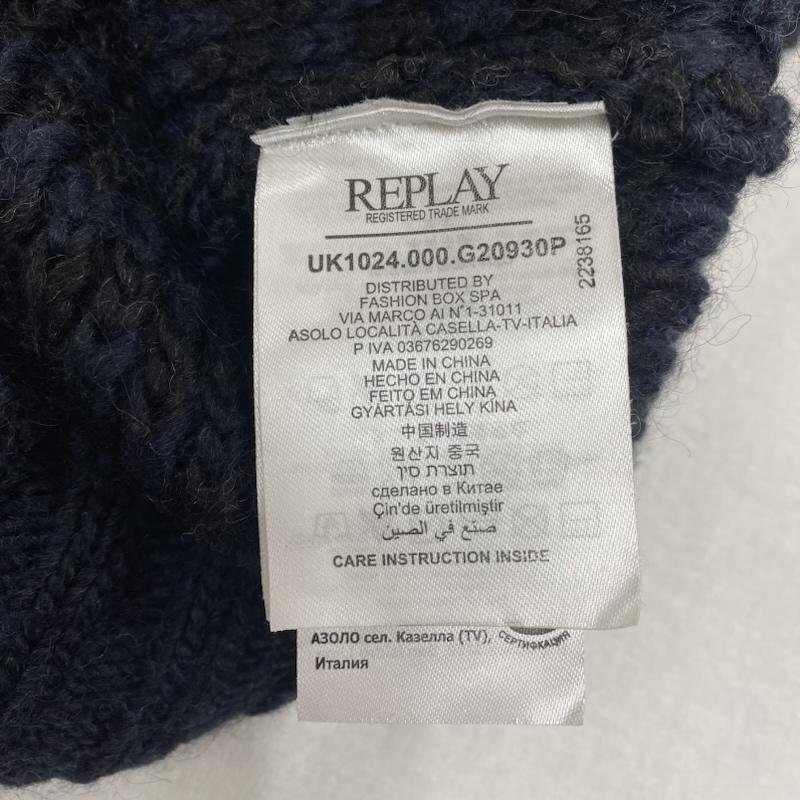 REPLAY
REGISTERED TRADE MARK
UK1024.000.G20930P
2238165
DISTRIBUTED BY
FASHION BOX SPA
VIA MARCO AI N°1-31011
ASOLO LOCALITÀ CASELLA-TV-ITALIA
P IVA 03676290269
MADE IN CHINA
HECHO EN CHINA
FEITO EM CHINA
GYÁRTÁSI HELY KÍNA
中国制造
원산지 중국
תוצרת סין
сделано в Китае
Çin'de üretilmiştir
صنع في الصين
CARE INSTRUCTION INSIDE
АЗОЛО сел. Казелла (TV),
Италия
СЕРТИФКАЦИЯ